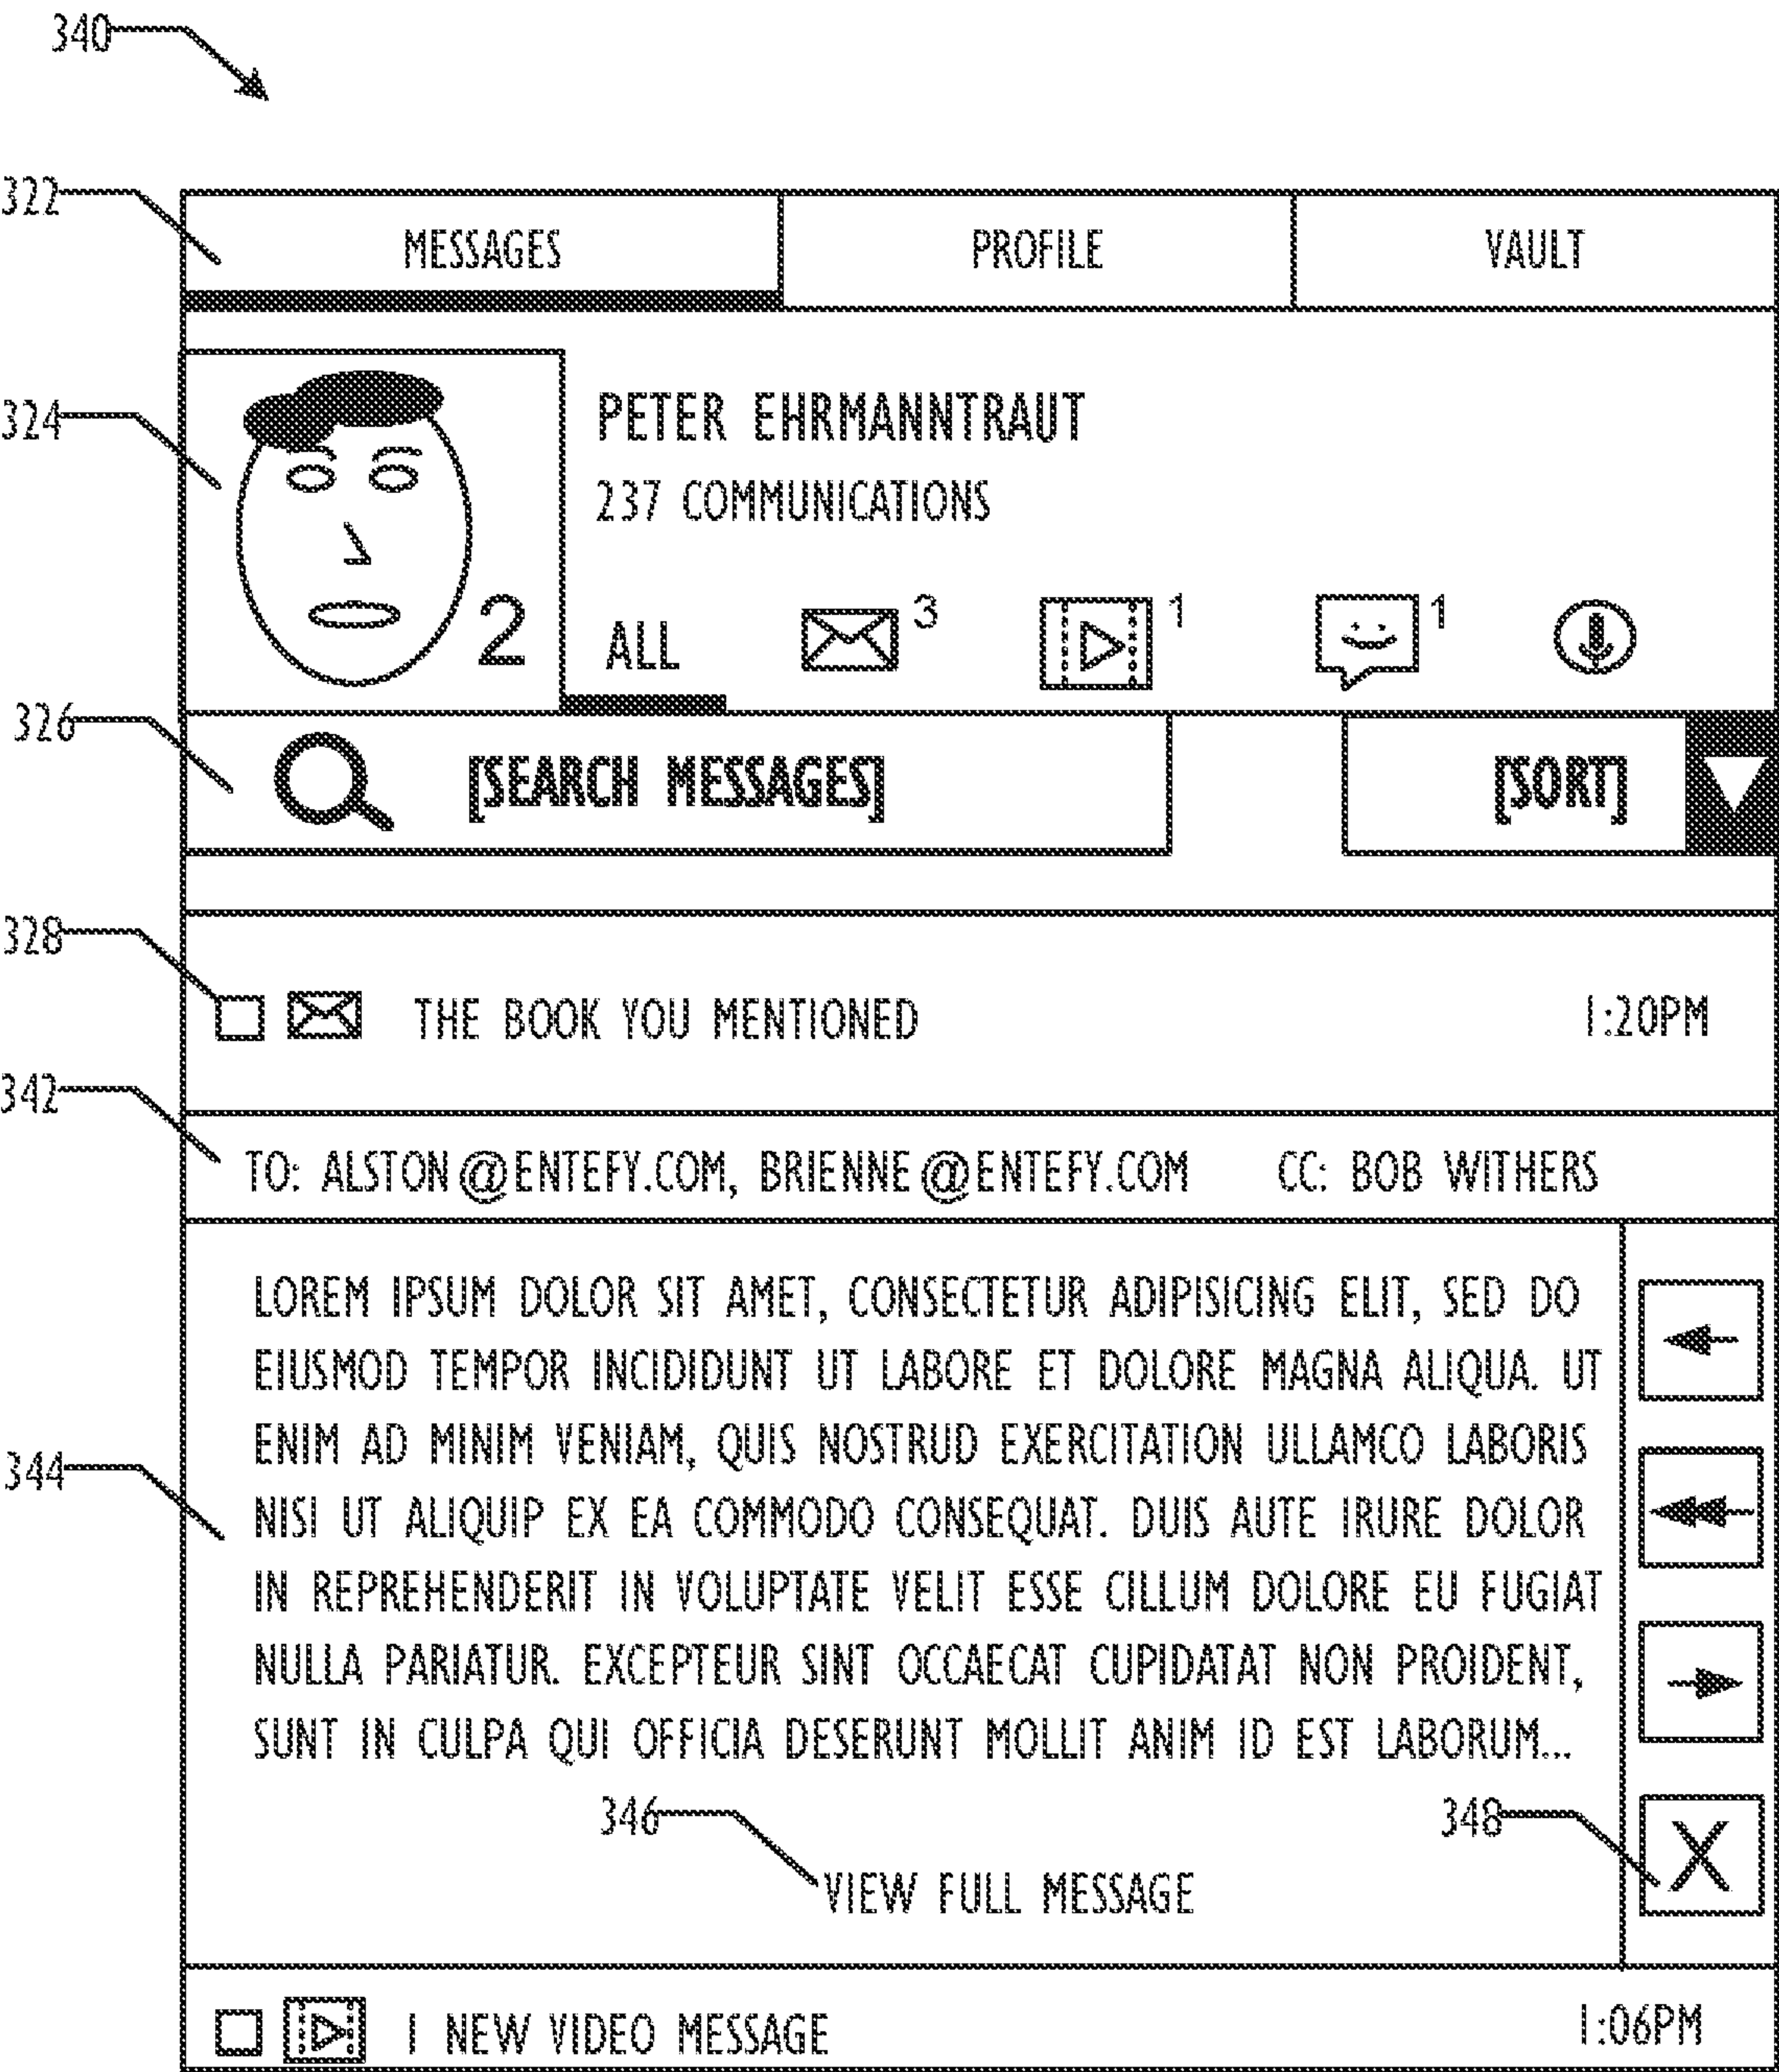 340
322
MESSAGES PROFILE VAULT
324
PETER EHRMANNTRAUT
237 COMMUNICATIONS
2 ALL 3 1 1
326
[SEARCH MESSAGES] [SORT]
328
THE BOOK YOU MENTIONED 1:20PM
342
TO: ALSTON@ENTEFY.COM, BRIENNE@ENTEFY.COM CC: BOB WITHERS
LOREM IPSUM DOLOR SIT AMET, CONSECTETUR ADIPISICING ELIT, SED DO
EIUSMOD TEMPOR INCIDIDUNT UT LABORE ET DOLORE MAGNA ALIQUA. UT
ENIM AD MINIM VENIAM, QUIS NOSTRUD EXERCITATION ULLAMCO LABORIS
344
NISI UT ALIQUIP EX EA COMMODO CONSEQUAT. DUIS AUTE IRURE DOLOR
IN REPREHENDERIT IN VOLUPTATE VELIT ESSE CILLUM DOLORE EU FUGIAT
NULLA PARIATUR. EXCEPTEUR SINT OCCAECAT CUPIDATAT NON PROIDENT,
SUNT IN CULPA QUI OFFICIA DESERUNT MOLLIT ANIM ID EST LABORUM...
346 348
X
VIEW FULL MESSAGE
1 NEW VIDEO MESSAGE 1:06PM